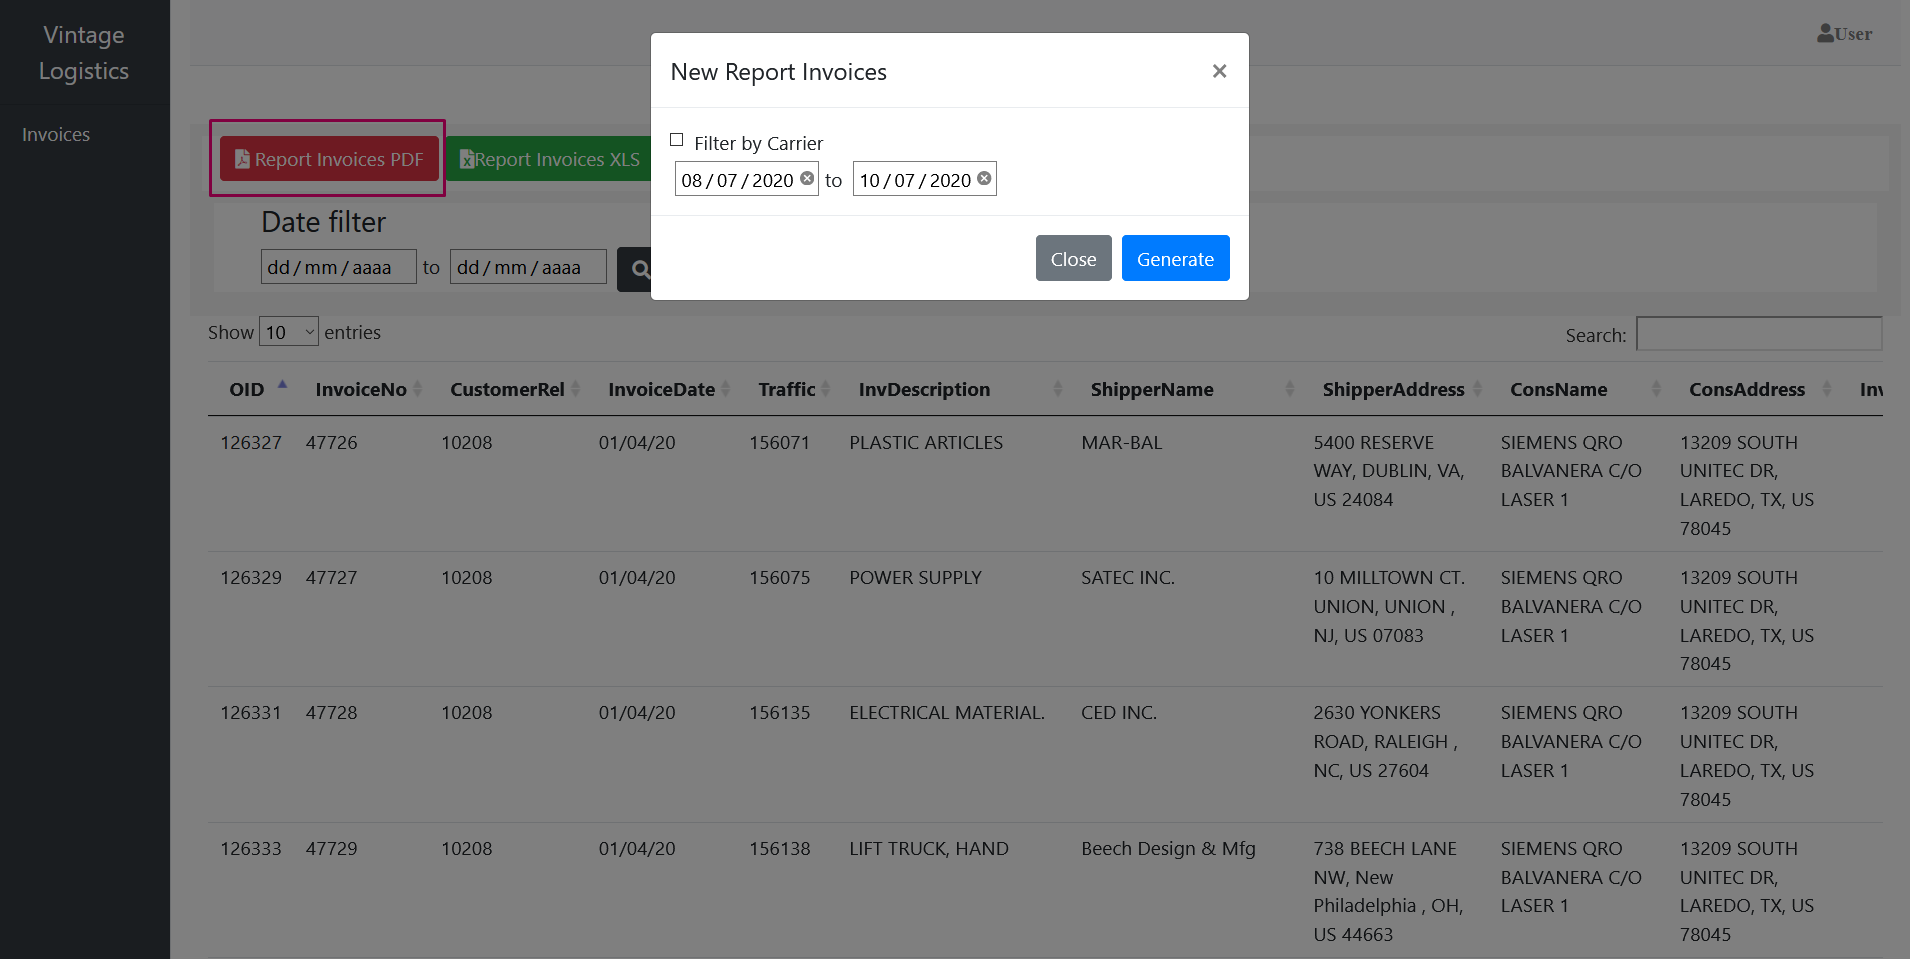 Vintage
Logistics
Invoices
User
New Report Invoices
×
Filter by Carrier
08/07/2020 to 10/07/2020
Close Generate
Report Invoices PDF Report Invoices XLS
Date filter
dd/mm/aaaa to dd/mm/aaaa
Show 10 entries
Search:
OID InvoiceNo CustomerRel InvoiceDate Traffic InvDescription ShipperName ShipperAddress ConsName ConsAddress
126327 47726 10208 01/04/20 156071 PLASTIC ARTICLES MAR-BAL 5400 RESERVE SIEMENS QRO 13209 SOUTH
WAY, DUBLIN, VA, BALVANERA C/O UNITEC DR,
US 24084 LASER 1 LAREDO, TX, US
78045
126329 47727 10208 01/04/20 156075 POWER SUPPLY SATEC INC. 10 MILLTOWN CT. SIEMENS QRO 13209 SOUTH
UNION, UNION , BALVANERA C/O UNITEC DR,
NJ, US 07083 LASER 1 LAREDO, TX, US
78045
126331 47728 10208 01/04/20 156135 ELECTRICAL MATERIAL. CED INC. 2630 YONKERS SIEMENS QRO 13209 SOUTH
ROAD, RALEIGH , BALVANERA C/O UNITEC DR,
NC, US 27604 LASER 1 LAREDO, TX, US
78045
126333 47729 10208 01/04/20 156138 LIFT TRUCK, HAND Beech Design & Mfg 738 BEECH LANE SIEMENS QRO 13209 SOUTH
NW, New BALVANERA C/O UNITEC DR,
Philadelphia , OH, LASER 1 LAREDO, TX, US
US 44663 78045